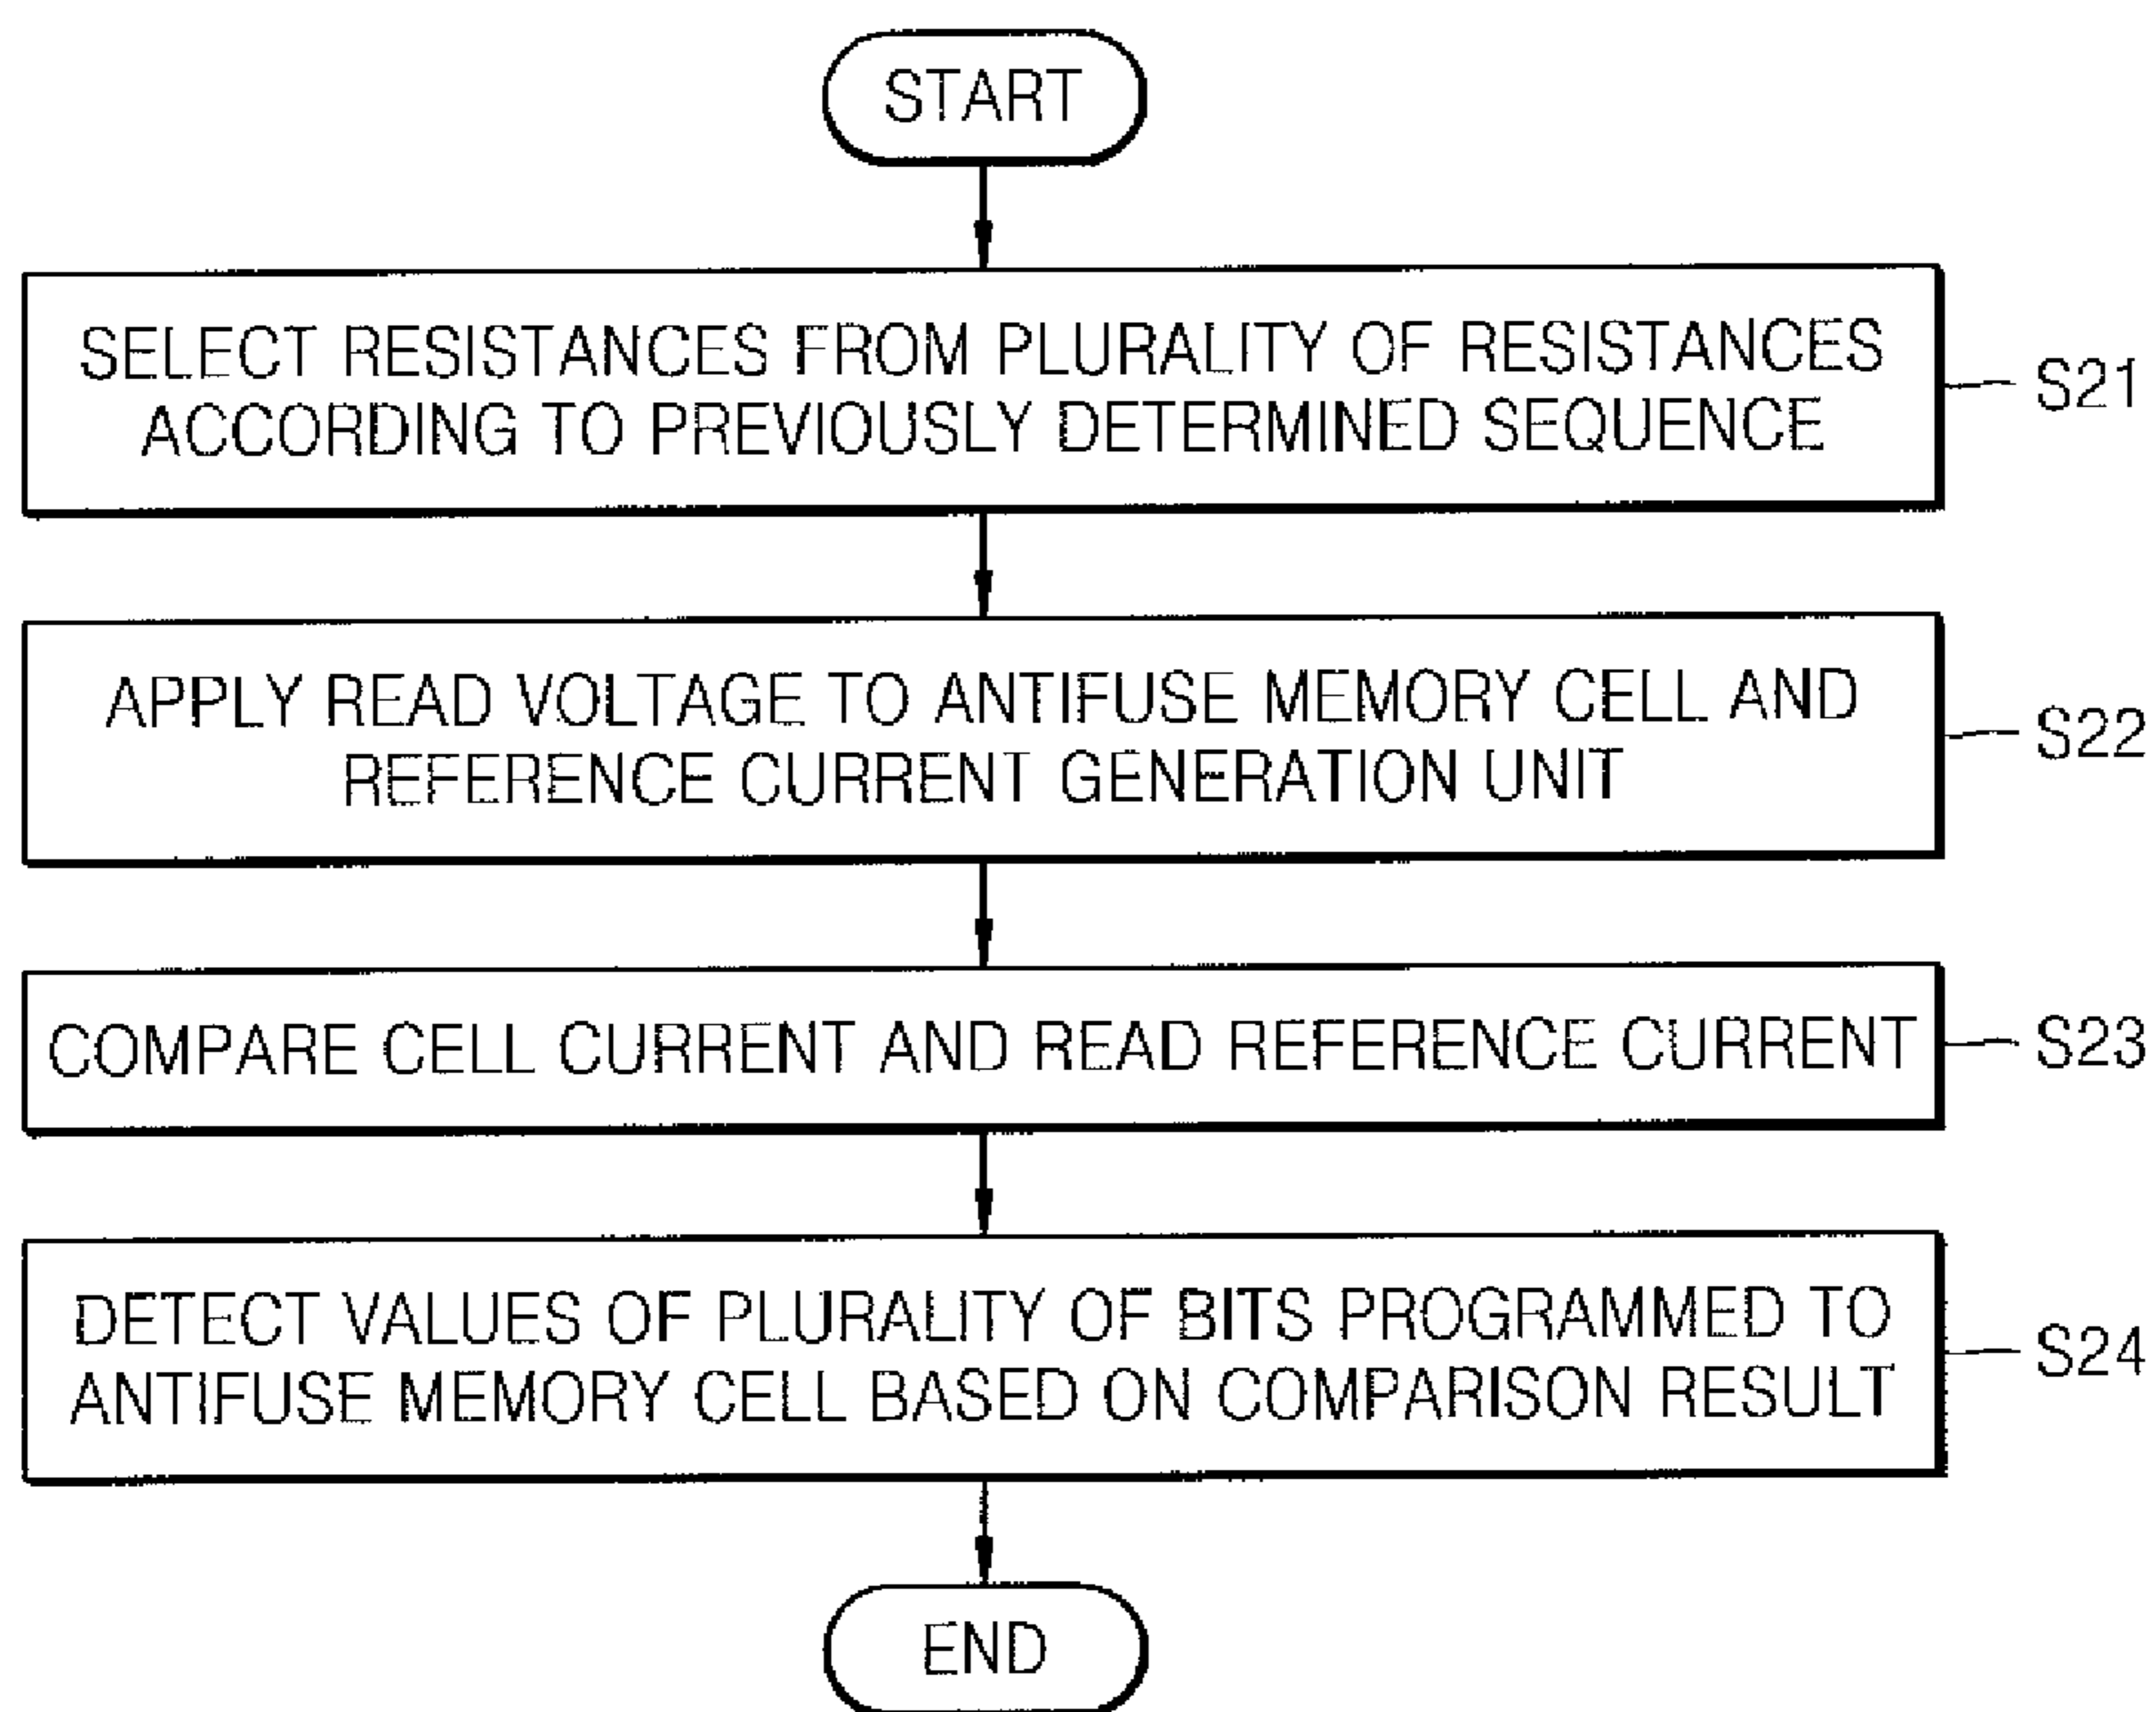 START
SELECT RESISTANCES FROM PLURALITY OF RESISTANCES
ACCORDING TO PREVIOUSLY DETERMINED SEQUENCE
S21
APPLY READ VOLTAGE TO ANTIFUSE MEMORY CELL AND
REFERENCE CURRENT GENERATION UNIT
S22
COMPARE CELL CURRENT AND READ REFERENCE CURRENT
S23
DETECT VALUES OF PLURALITY OF BITS PROGRAMMED TO
ANTIFUSE MEMORY CELL BASED ON COMPARISON RESULT
S24
END